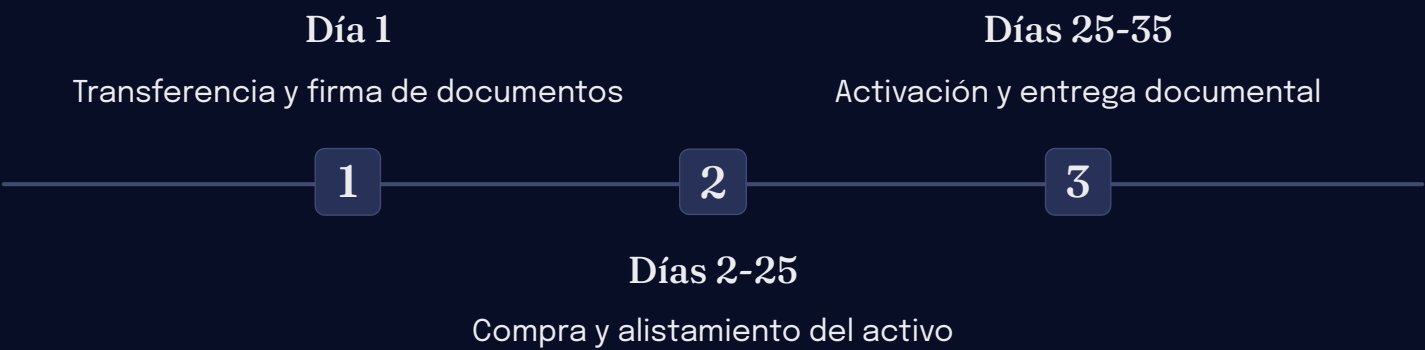 Día 1
Transferencia y firma de documentos
Días 25-35
Activación y entrega documental
1
2
3
Días 2-25
Compra y alistamiento del activo